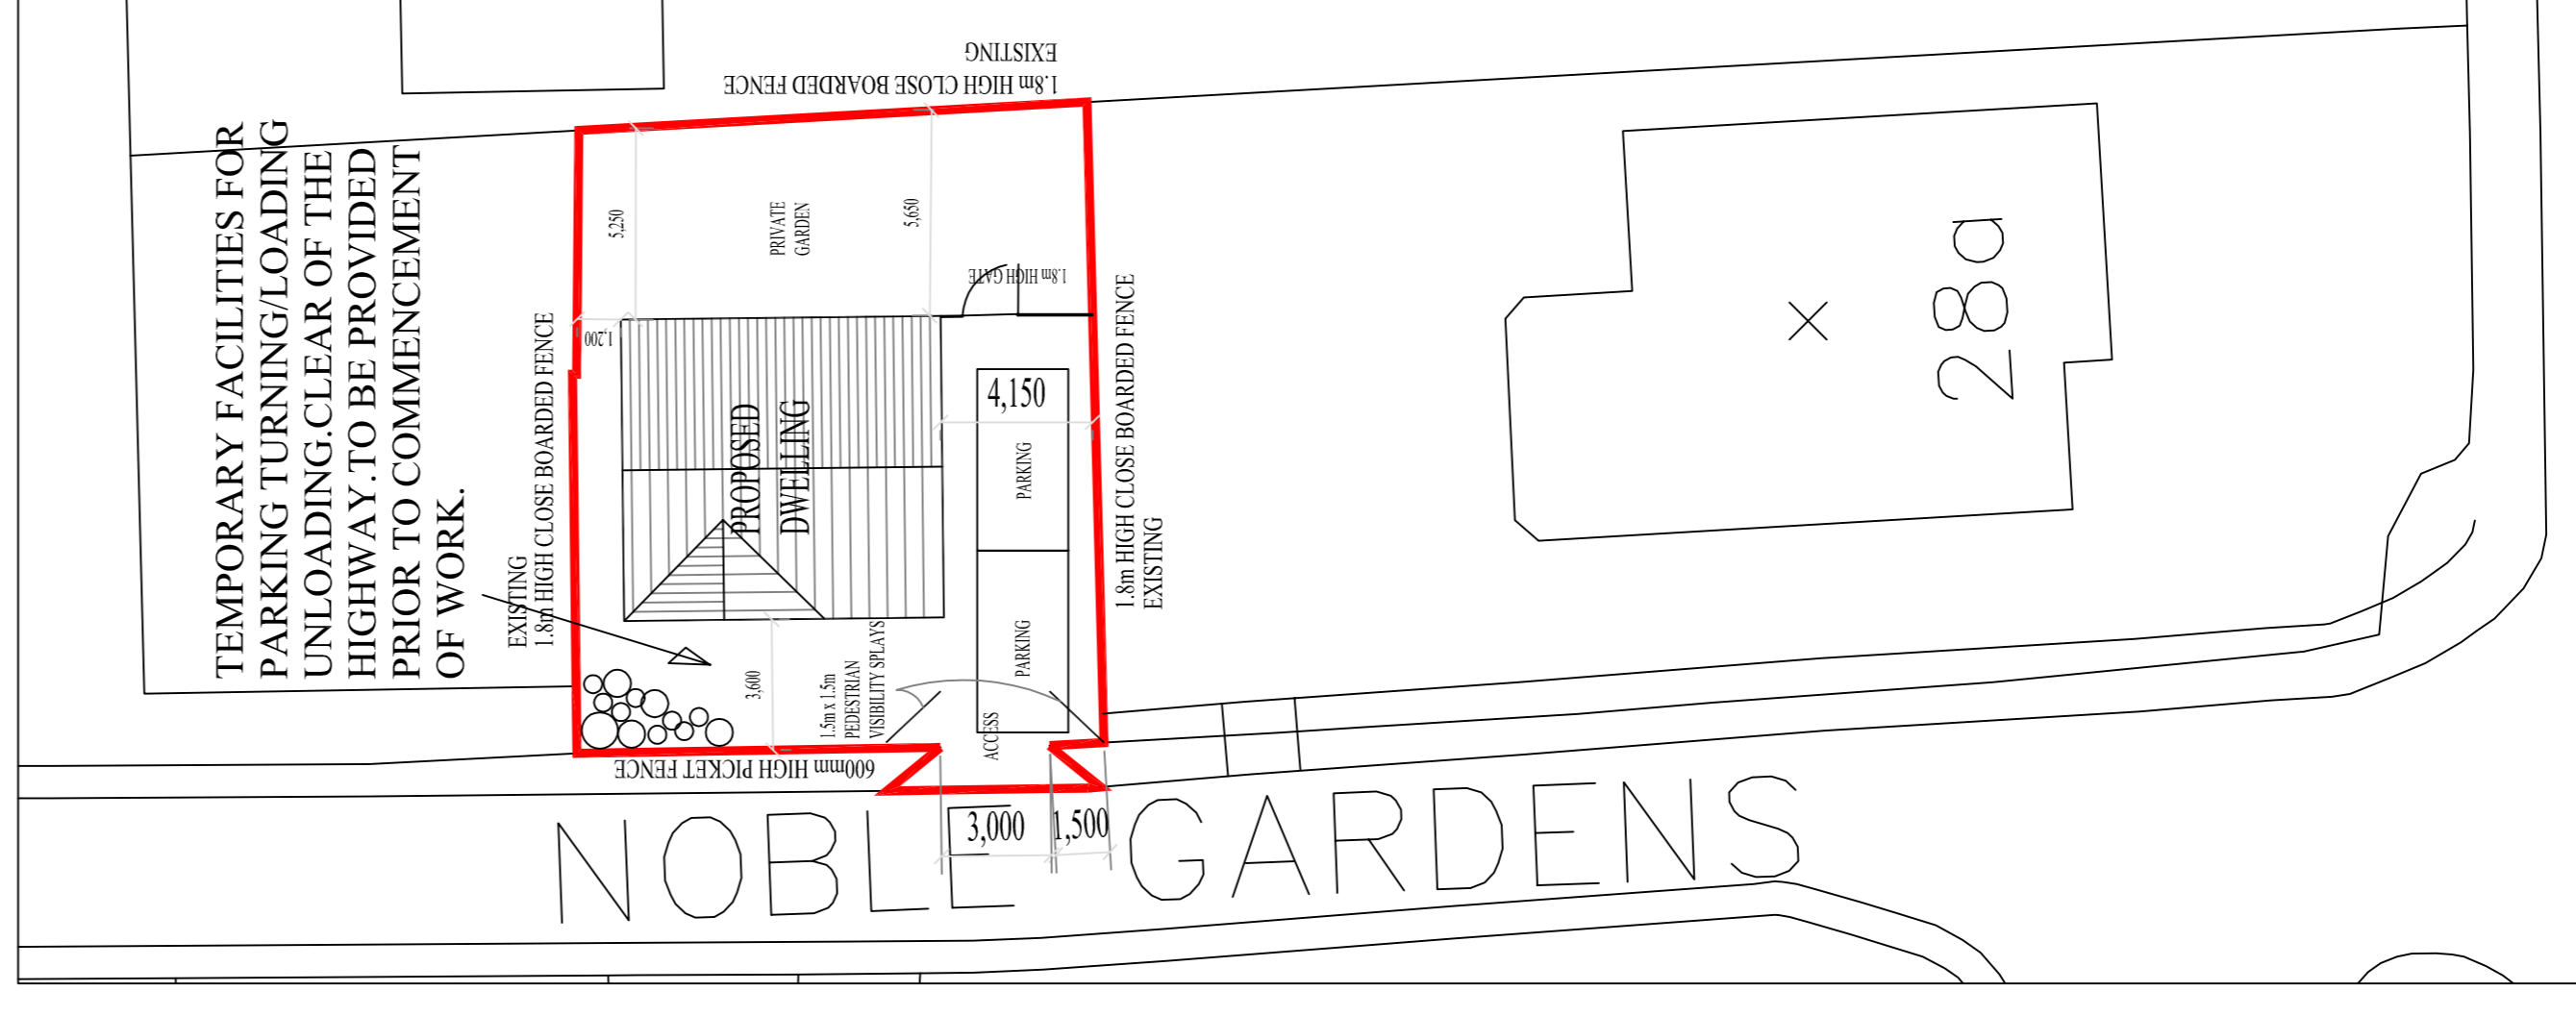 TEMPORARY FACILITIES FOR
PARKING TURNING/LOADING
UNLOADING.CLEAR OF THE
HIGHWAY.TO BE PROVIDED
PRIOR TO COMMENCEMENT
OF WORK.
EXISTING
1.8m HIGH CLOSE BOARDED FENCE
1.8m HIGH CLOSE BOARDED FENCE
EXISTING
5,250
PRIVATE
GARDEN
5,650
1.8m HIGH GATE
1,200
PROPOSED
DWELLING
4,150
PARKING
PARKING
1.8m HIGH CLOSE BOARDED FENCE
EXISTING
3,600
1.5m x 1.5m
PEDESTRIAN
VISIBILITY SPLAYS
ACCESS
600mm HIGH PICKET FENCE
3,000
1,500
NOBLE GARDENS
28a